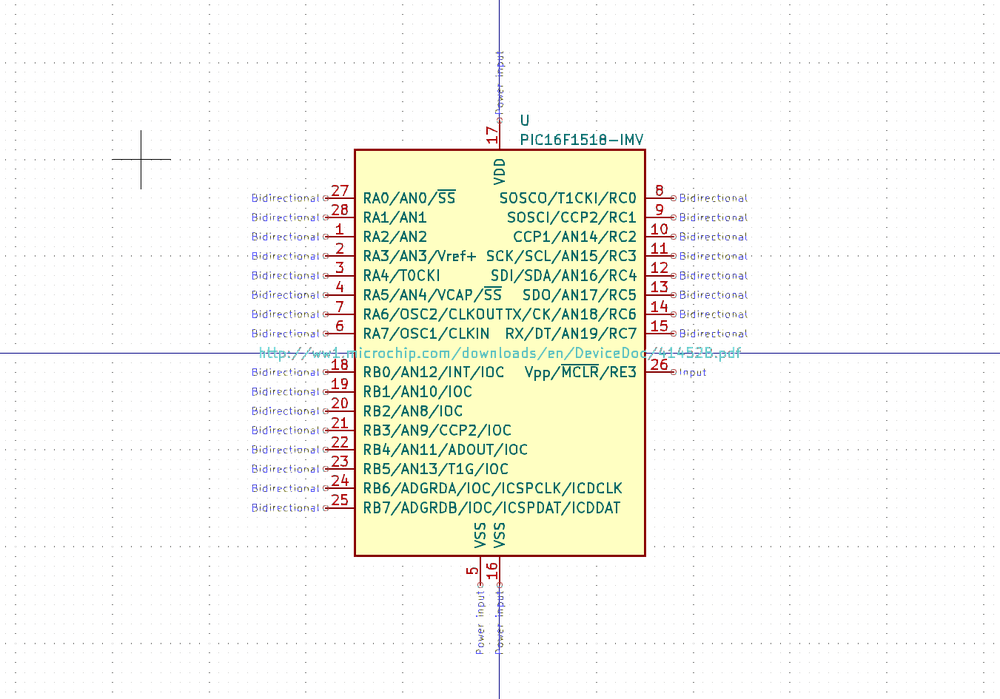 Power input
17
U
PIC16F1518-IMV
VDD
Bidirectional 27 RA0/AN0/SS SOSCO/T1CKI/RC0 8 Bidirectional
Bidirectional 28 RA1/AN1 SOSCI/CCP2/RC1 9 Bidirectional
Bidirectional 1 RA2/AN2 CCP1/AN14/RC2 10 Bidirectional
Bidirectional 2 RA3/AN3/Vref+ SCK/SCL/AN15/RC3 11 Bidirectional
Bidirectional 3 RA4/T0CKI SDI/SDA/AN16/RC4 12 Bidirectional
Bidirectional 4 RA5/AN4/VCAP/SS SDO/AN17/RC5 13 Bidirectional
Bidirectional 7 RA6/OSC2/CLKOUT TX/CK/AN18/RC6 14 Bidirectional
Bidirectional 6 RA7/OSC1/CLKIN RX/DT/AN19/RC7 15 Bidirectional
http://ww1.microchip.com/downloads/en/DeviceDoc/41452B.pdf
Bidirectional 18 RB0/AN12/INT/IOC Vpp/MCLR/RE3 26 Input
Bidirectional 19 RB1/AN10/IOC
Bidirectional 20 RB2/AN8/IOC
Bidirectional 21 RB3/AN9/CCP2/IOC
Bidirectional 22 RB4/AN11/ADOUT/IOC
Bidirectional 23 RB5/AN13/T1G/IOC
Bidirectional 24 RB6/ADGRDA/IOC/ICSPCLK/ICDCLK
Bidirectional 25 RB7/ADGRDB/IOC/ICSPDAT/ICDDAT
VSS VSS
5 16
Power input Power input